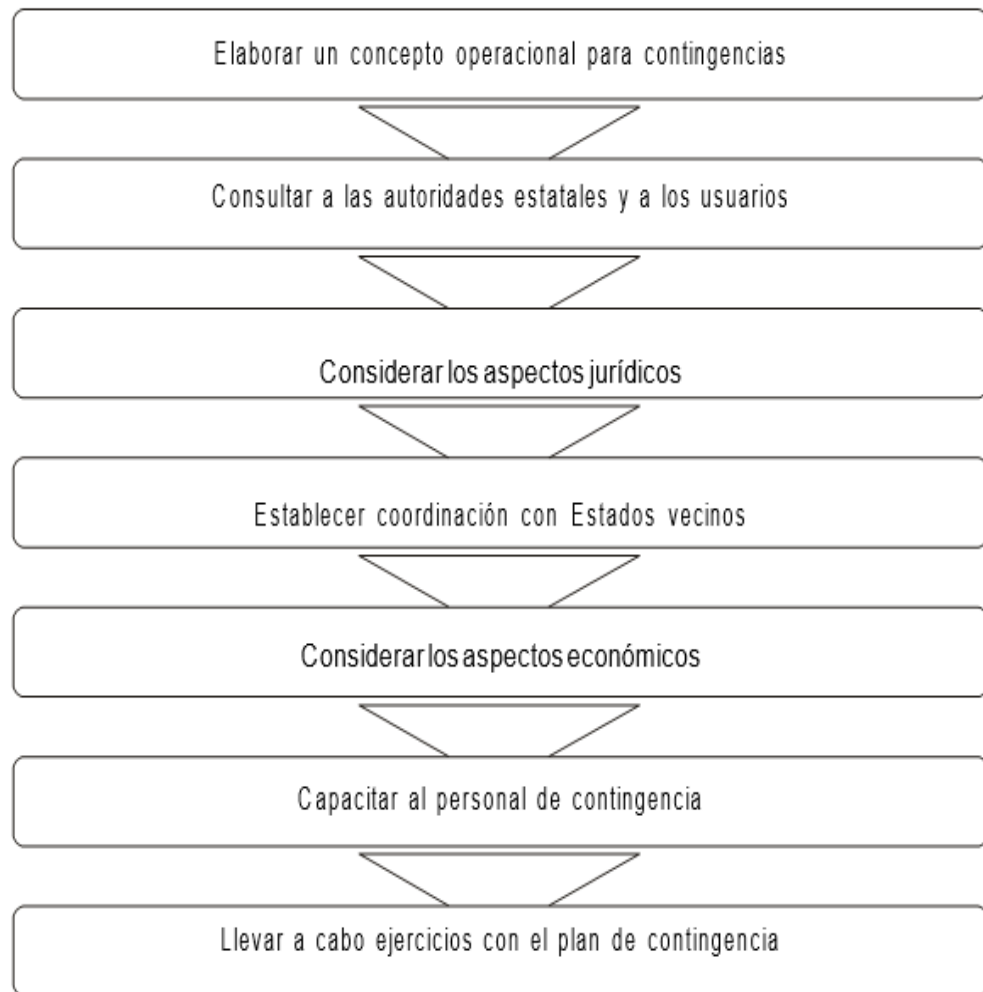 Elaborar un concepto operacional para contingencias
Consultar a las autoridades estatales y a los usuarios
Considerar los aspectos jurídicos
Establecer coordinación con Estados vecinos
Considerar los aspectos económicos
Capacitar al personal de contingencia
Llevar a cabo ejercicios con el plan de contingencia